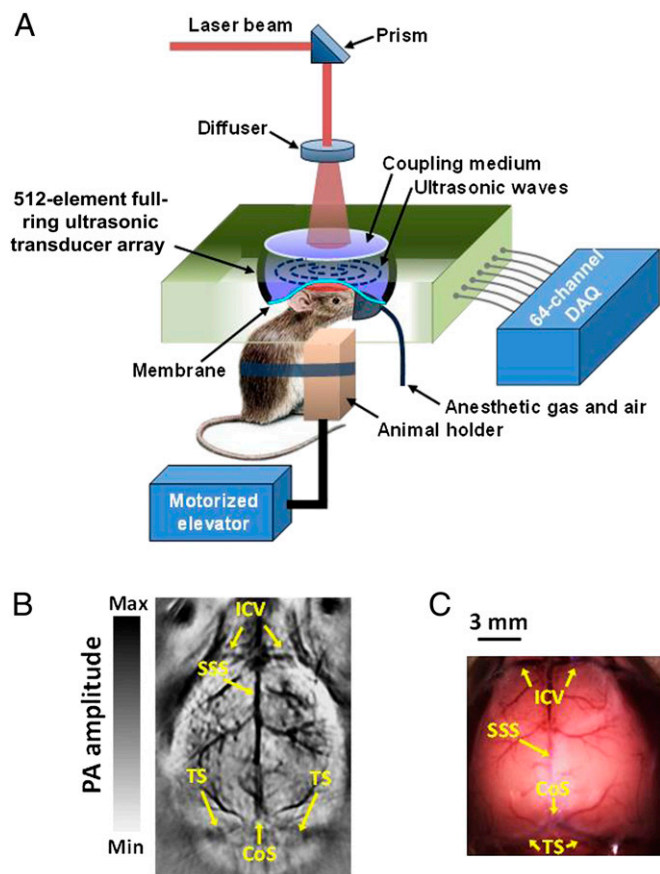 A
Laser beam
Prism
Diffuser
Coupling medium
Ultrasonic waves
512-element full-
ring ultrasonic
transducer array
64-channel
DAQ
Membrane
Anesthetic gas and air
Animal holder
Motorized
elevator
B
Max
PA amplitude
Min
ICV
SSS
TS
TS
CoS
C
3 mm
ICV
SSS
CoS
TS